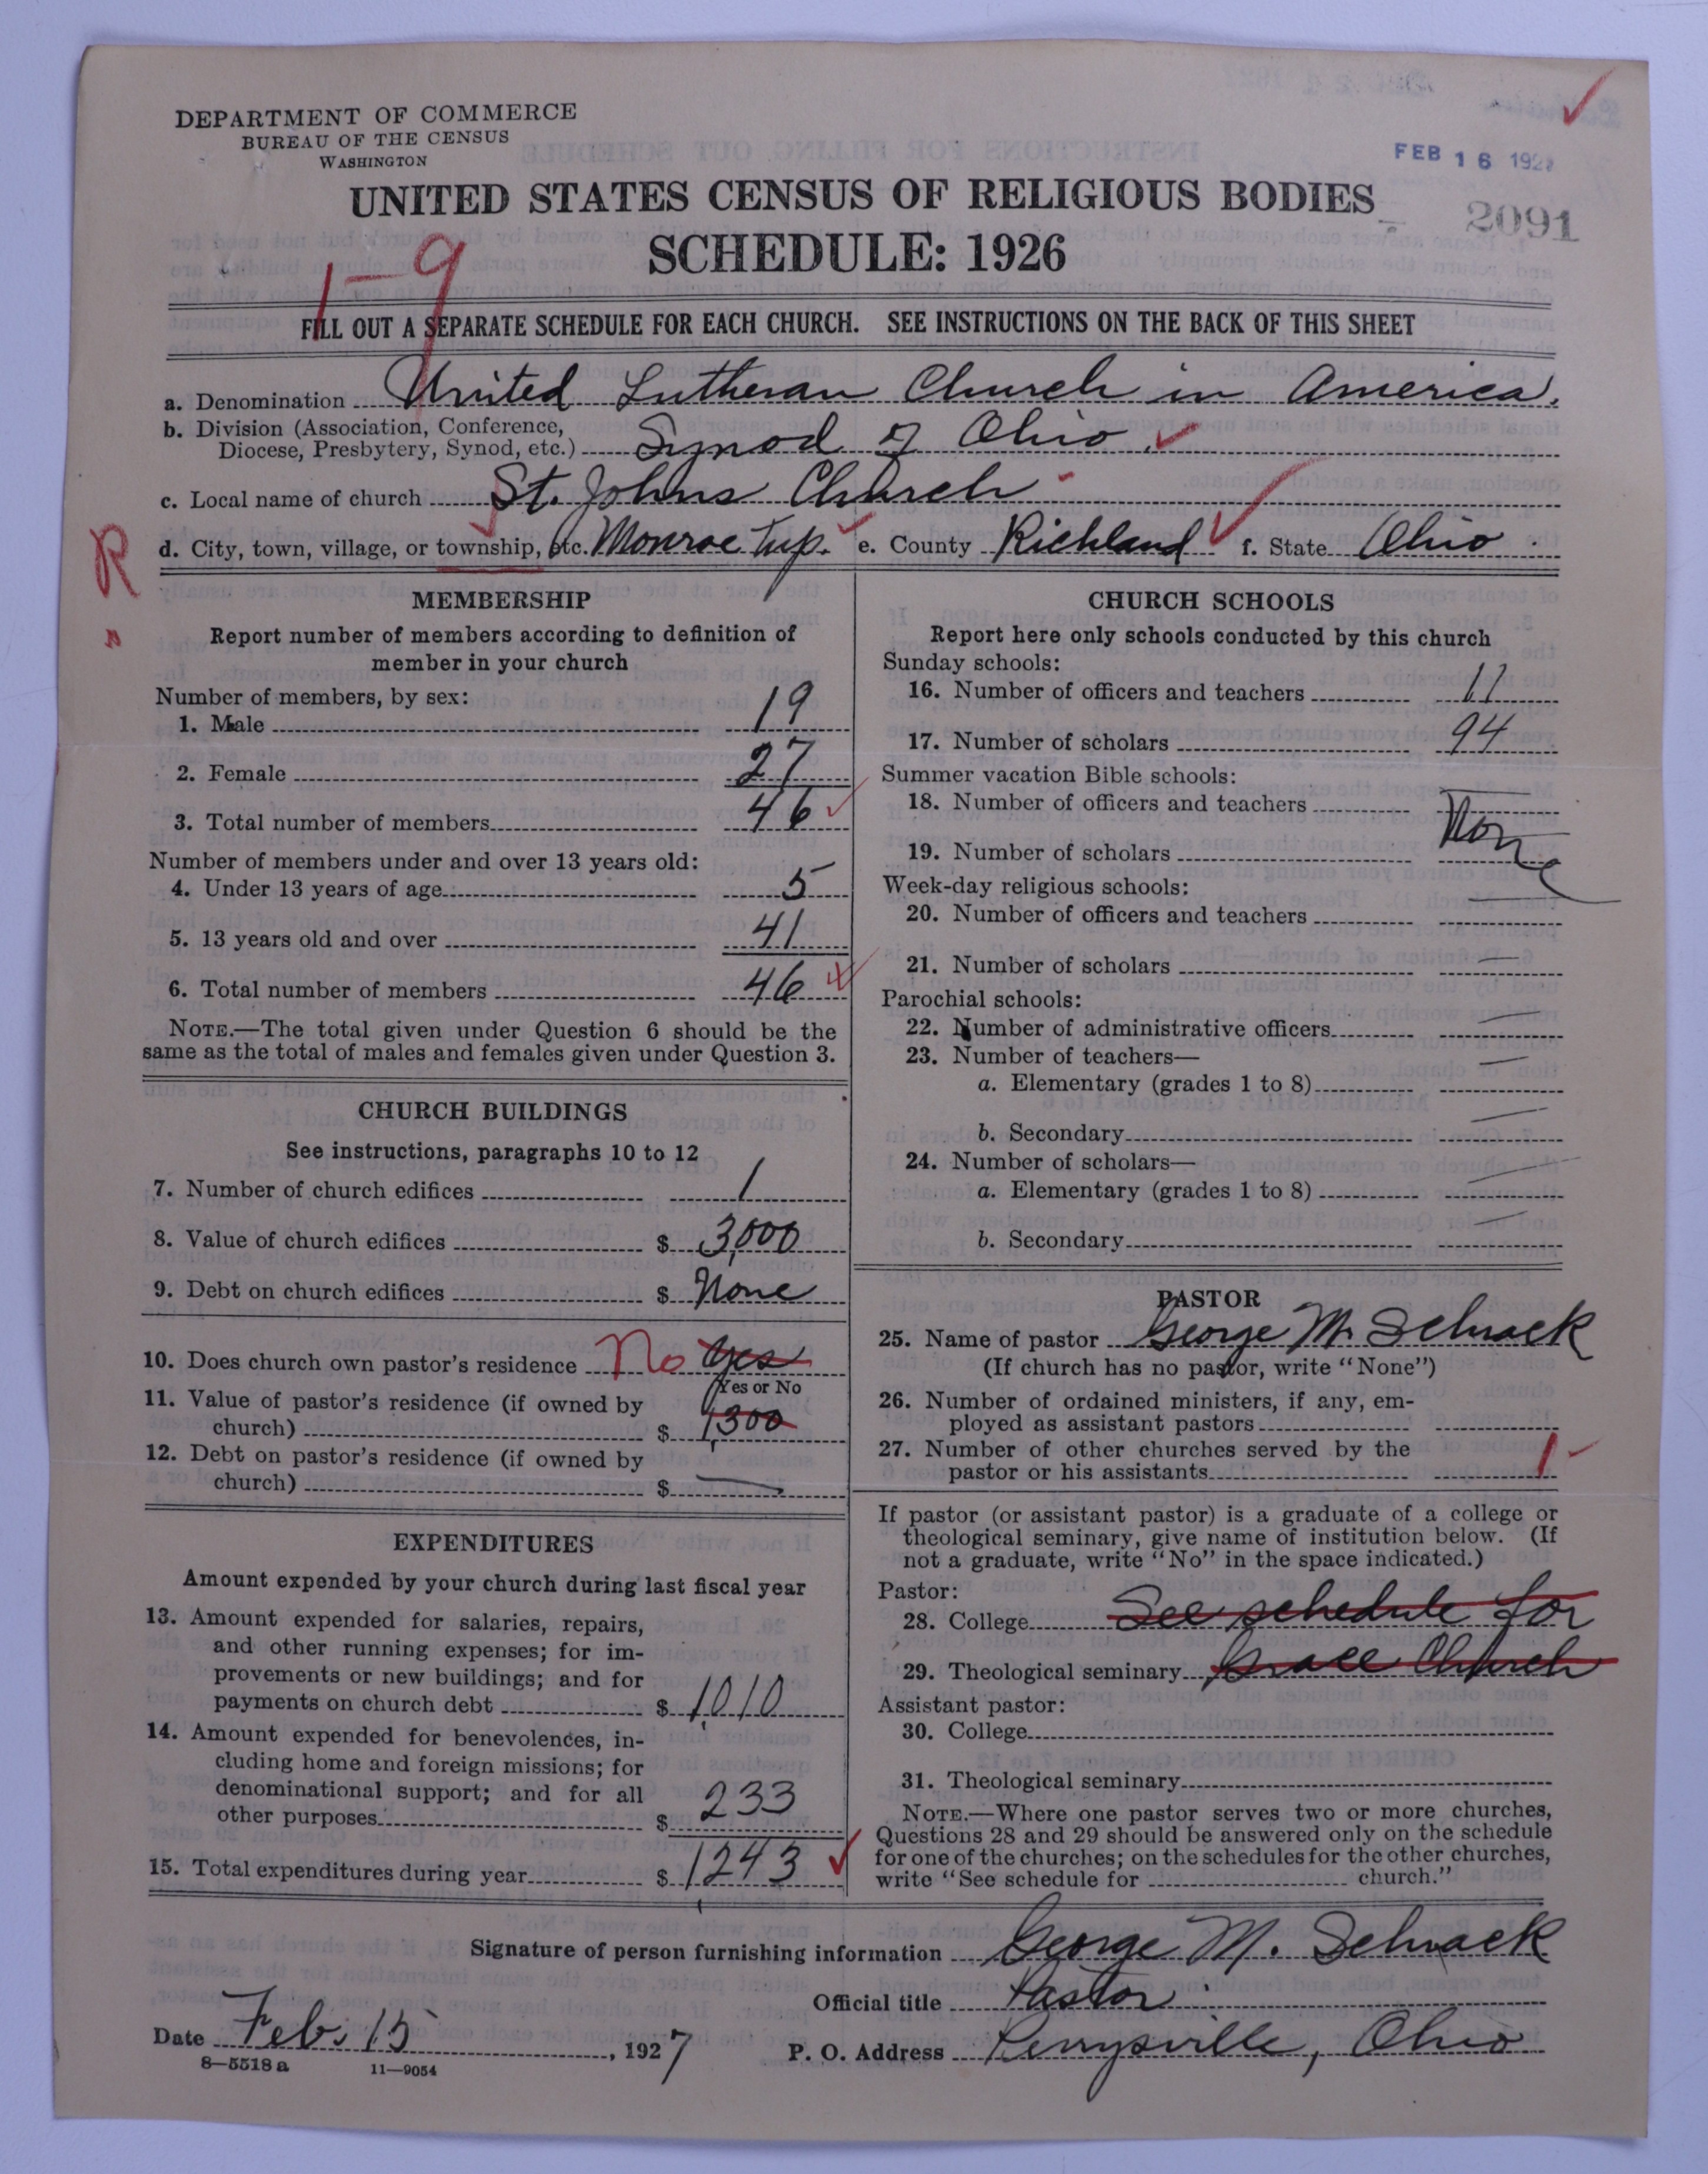 DEPARTMENT OF COMMERCE
BUREAU OF THE CENSUS
WASHINGTON
FEB 16 192
UNITED STATES CENSUS OF RELIGIOUS BODIES
2091
SCHEDULE: 1926
1-9
FILL OUT A SEPARATE SCHEDULE FOR EACH CHURCH. SEE INSTRUCTIONS ON THE BACK OF THIS SHEET
a. Denomination United Lutheran Church in America.
b. Division (Association, Conference,
Diocese, Presbytery, Synod, etc.) Synod of Ohio
c. Local name of church St. Johns Church
R d. City, town, village, or township, etc. Monroe Twp. e. County Richland f. State Ohio
MEMBERSHIP
Report number of members according to definition of
member in your church
Number of members, by sex:
1. Male 19
2. Female 27
3. Total number of members 46
Number of members under and over 13 years old:
4. Under 13 years of age 5
5. 13 years old and over 41
6. Total number of members 46
NOTE.—The total given under Question 6 should be the
same as the total of males and females given under Question 3.
CHURCH BUILDINGS
See instructions, paragraphs 10 to 12
7. Number of church edifices 1
8. Value of church edifices $ 3,000
9. Debt on church edifices $ None
10. Does church own pastor's residence No Yes
Yes or No
11. Value of pastor's residence (if owned by
church) $ 1,300
12. Debt on pastor's residence (if owned by
church) $ —
EXPENDITURES
Amount expended by your church during last fiscal year
13. Amount expended for salaries, repairs,
and other running expenses; for im-
provements or new buildings; and for
payments on church debt $ 1,010
14. Amount expended for benevolences, in-
cluding home and foreign missions; for
denominational support; and for all
other purposes $ 233
15. Total expenditures during year $ 1,243
CHURCH SCHOOLS
Report here only schools conducted by this church
Sunday schools:
16. Number of officers and teachers 11
17. Number of scholars 94
Summer vacation Bible schools:
18. Number of officers and teachers
None
19. Number of scholars
Week-day religious schools:
20. Number of officers and teachers —
21. Number of scholars —
Parochial schools:
22. Number of administrative officers —
23. Number of teachers—
a. Elementary (grades 1 to 8) —
b. Secondary —
24. Number of scholars—
a. Elementary (grades 1 to 8) —
b. Secondary —
PASTOR
25. Name of pastor George M. Schnack
(If church has no pastor, write "None")
26. Number of ordained ministers, if any, em-
ployed as assistant pastors
27. Number of other churches served by the
pastor or his assistants 1
If pastor (or assistant pastor) is a graduate of a college or
theological seminary, give name of institution below. (If
not a graduate, write "No" in the space indicated.)
Pastor:
28. College See schedule for
29. Theological seminary Grace Church
Assistant pastor:
30. College
31. Theological seminary
NOTE.—Where one pastor serves two or more churches,
Questions 28 and 29 should be answered only on the schedule
for one of the churches; on the schedules for the other churches,
write "See schedule for church."
Signature of person furnishing information George M. Schnack
Official title Pastor
Date Feb. 15, 1927
P. O. Address Perrysville, Ohio
8—5518 a 11—9054